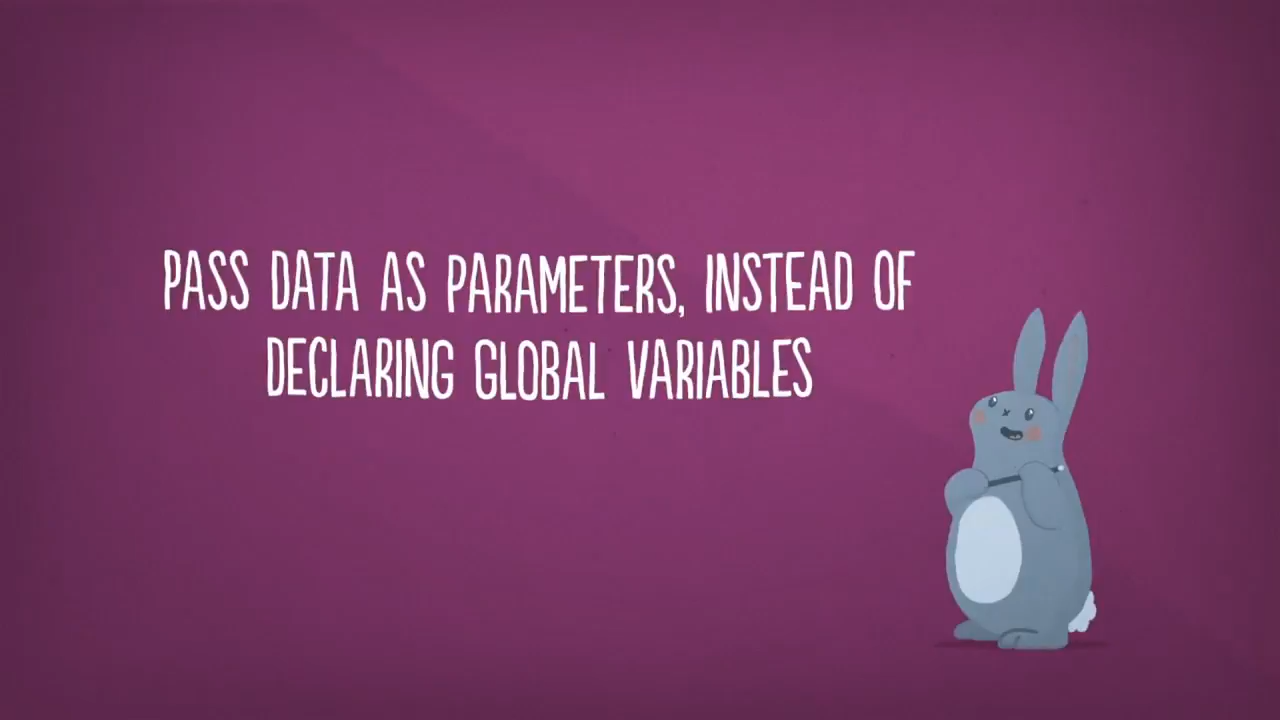 PASS DATA AS PARAMETERS, INSTEAD OF
DECLARING GLOBAL VARIABLES